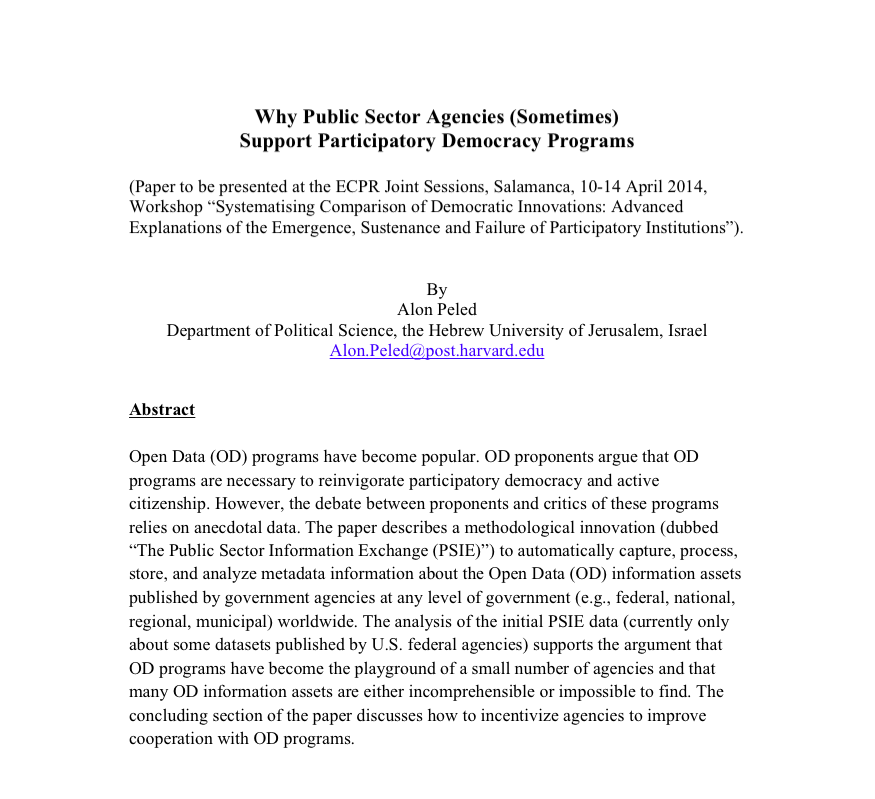 Why Public Sector Agencies (Sometimes)
Support Participatory Democracy Programs
(Paper to be presented at the ECPR Joint Sessions, Salamanca, 10-14 April 2014,
Workshop “Systematising Comparison of Democratic Innovations: Advanced
Explanations of the Emergence, Sustenance and Failure of Participatory Institutions”).
By
Alon Peled
Department of Political Science, the Hebrew University of Jerusalem, Israel
Alon.Peled@post.harvard.edu
Abstract
Open Data (OD) programs have become popular. OD proponents argue that OD
programs are necessary to reinvigorate participatory democracy and active
citizenship. However, the debate between proponents and critics of these programs
relies on anecdotal data. The paper describes a methodological innovation (dubbed
“The Public Sector Information Exchange (PSIE)”) to automatically capture, process,
store, and analyze metadata information about the Open Data (OD) information assets
published by government agencies at any level of government (e.g., federal, national,
regional, municipal) worldwide. The analysis of the initial PSIE data (currently only
about some datasets published by U.S. federal agencies) supports the argument that
OD programs have become the playground of a small number of agencies and that
many OD information assets are either incomprehensible or impossible to find. The
concluding section of the paper discusses how to incentivize agencies to improve
cooperation with OD programs.